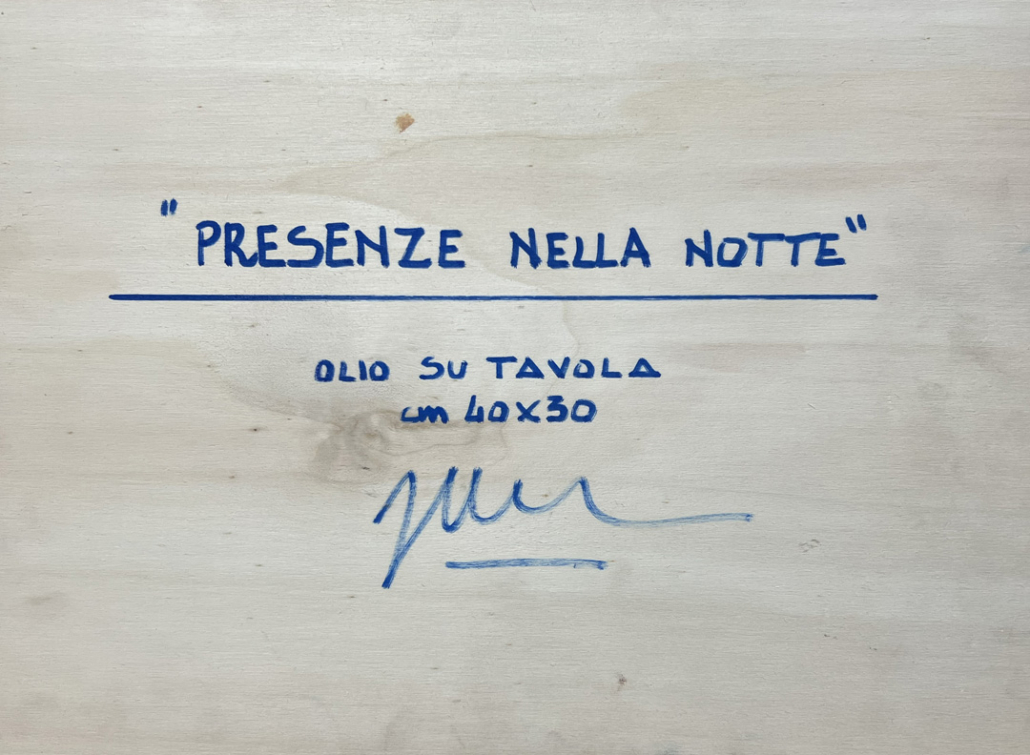 "PRESENZE NELLA NOTTE"
OLIO SU TAVOLA
cm 40X30